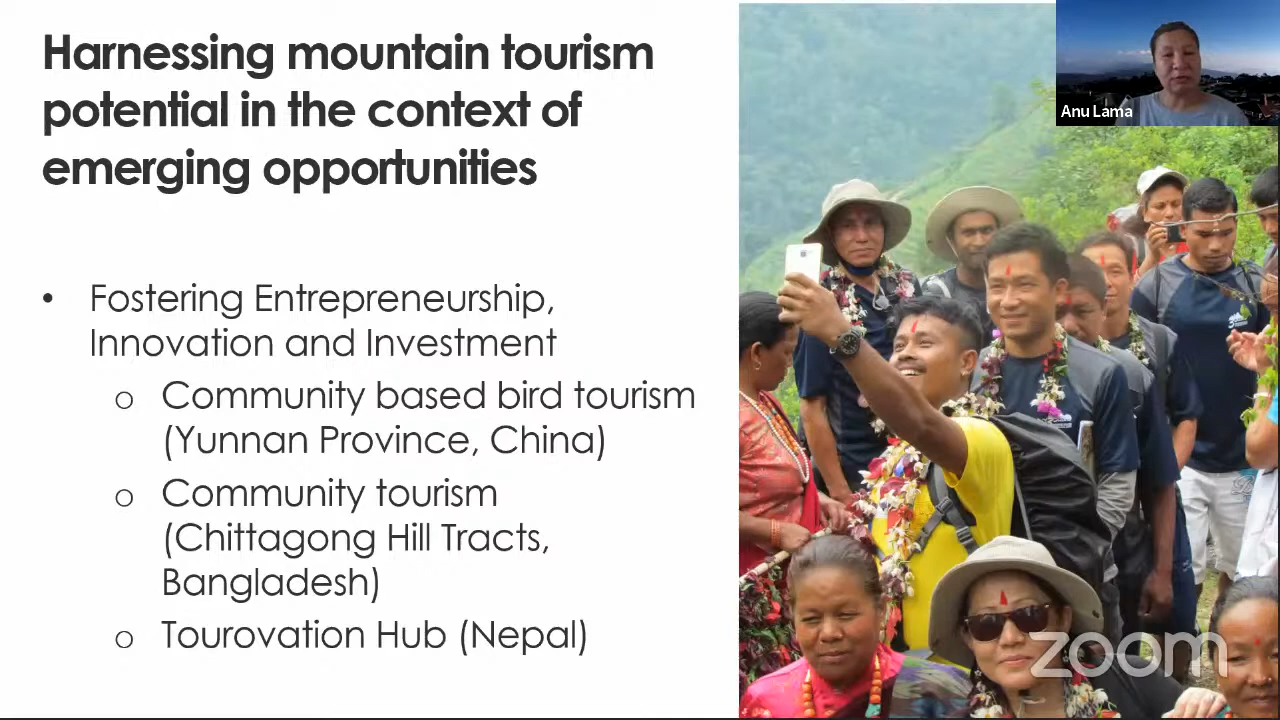 Harnessing mountain tourism
potential in the context of
emerging opportunities
• Fostering Entrepreneurship,
Innovation and Investment
o Community based bird tourism
(Yunnan Province, China)
o Community tourism
(Chittagong Hill Tracts,
Bangladesh)
o Tourovation Hub (Nepal)
Anu Lama
zoom